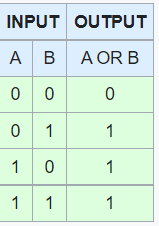 INPUT OUTPUT
A B A OR B
0 0 0
0 1 1
1 0 1
1 1 1